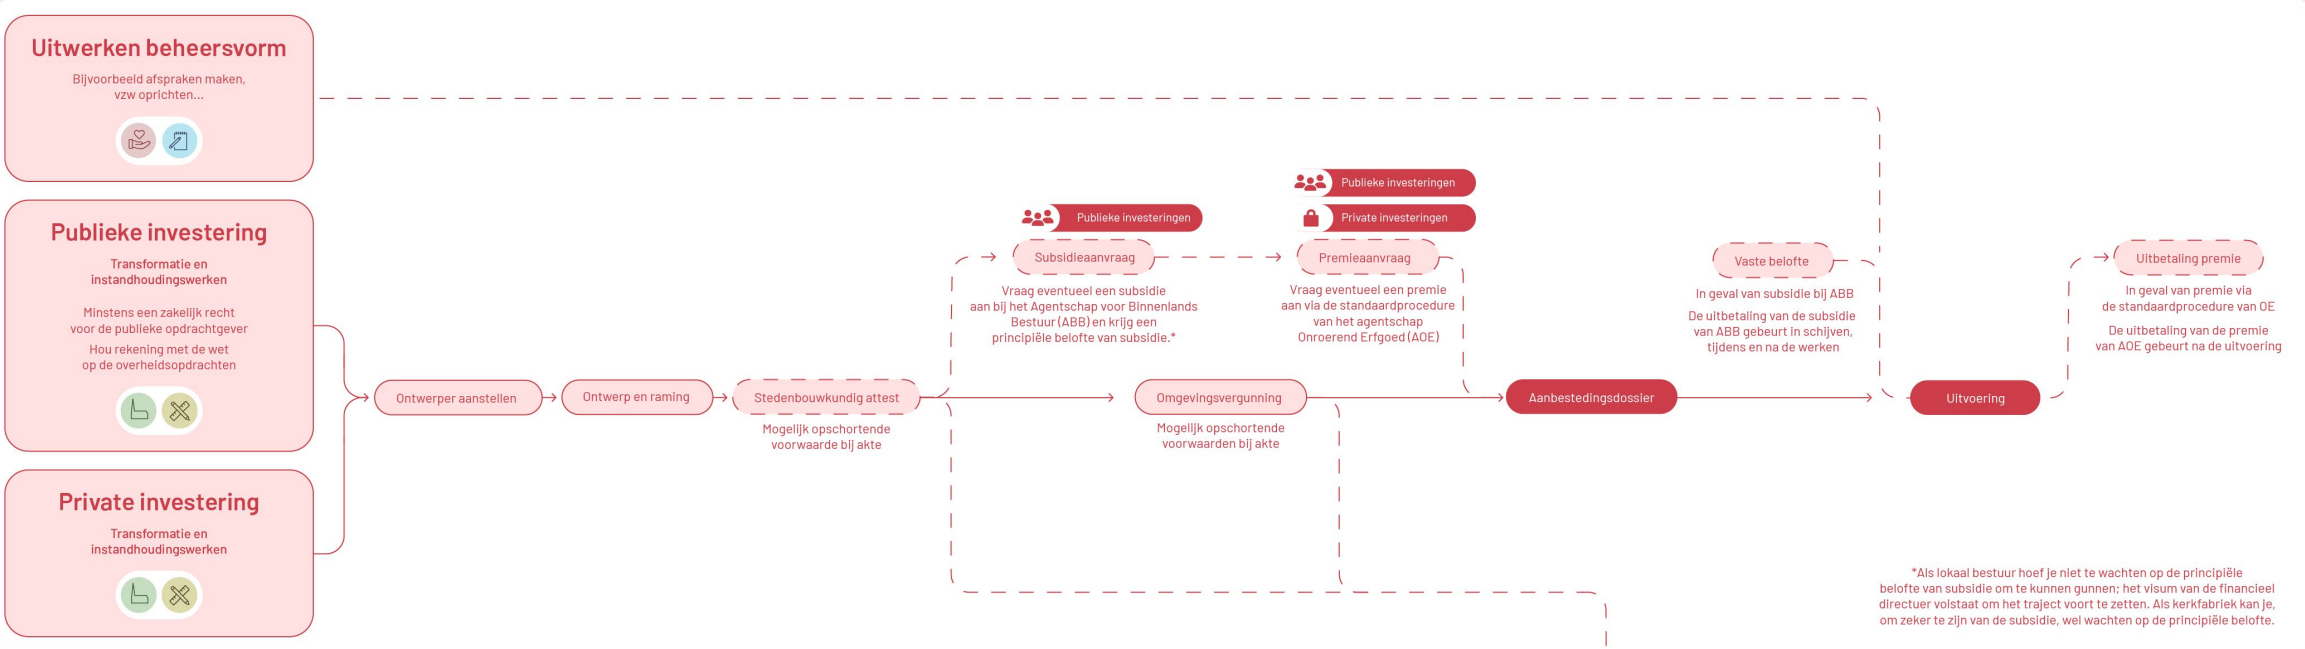 Uitwerken beheersvorm
Bijvoorbeeld afspraken maken,
vzw oprichten...
Publieke investering
Transformatie en
instandhoudingswerken
Minstens een zakelijk recht
voor de publieke opdrachtgever
Hou rekening met de wet
op de overheidsopdrachten
Private investering
Transformatie en
instandhoudingswerken
Ontwerper aanstellen
Ontwerp en raming
Stedenbouwkundig attest
Mogelijk opschortende
voorwaarde bij akte
Publieke investeringen
Subsidieaanvraag
Vraag eventueel een subsidie
aan bij het Agentschap voor Binnenlands
Bestuur (ABB) en krijg een
principiële belofte van subsidie.*
Omgevingsvergunning
Mogelijk opschortende
voorwaarden bij akte
Publieke investeringen
Private investeringen
Premieaanvraag
Vraag eventueel een premie
aan via de standaardprocedure
van het agentschap
Onroerend Erfgoed (AOE)
Aanbestedingsdossier
Vaste belofte
In geval van subsidie bij ABB
De uitbetaling van de subsidie
van ABB gebeurt in schijven,
tijdens en na de werken
Uitvoering
Uitbetaling premie
In geval van premie via
de standaardprocedure van OE
De uitbetaling van de premie
van AOE gebeurt na de uitvoering
*Als lokaal bestuur hoef je niet te wachten op de principiële
belofte van subsidie om te kunnen gunnen; het visum van de financieel
directuer volstaat om het traject voort te zetten. Als kerkfabriek kan je,
om zeker te zijn van de subsidie, wel wachten op de principiële belofte.